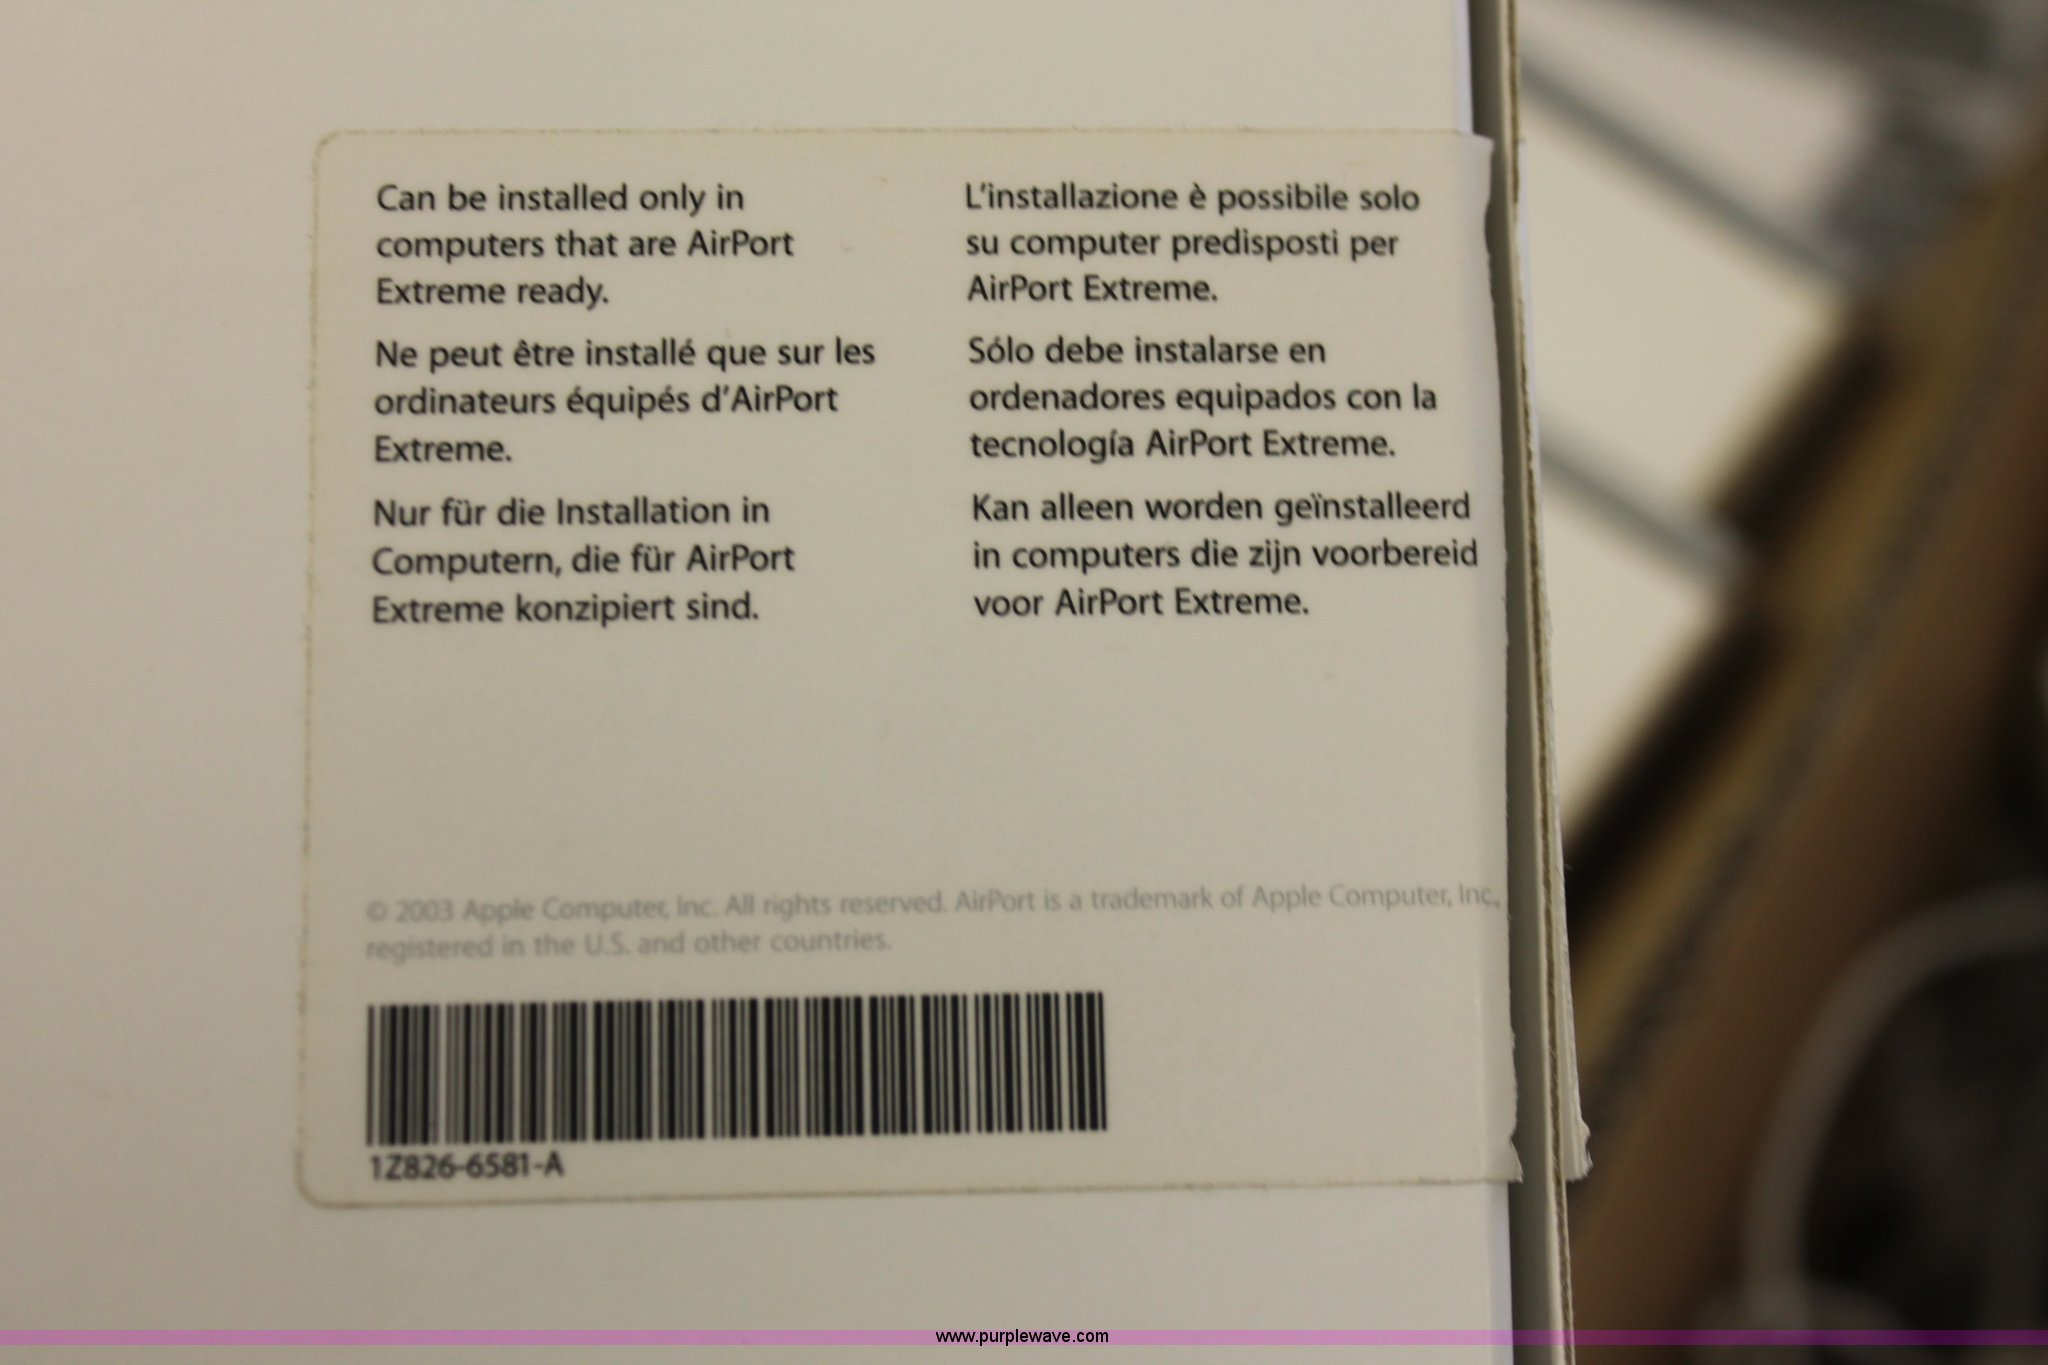 Can be installed only in
computers that are AirPort
Extreme ready.
Ne peut être installé que sur les
ordinateurs équipés d'AirPort
Extreme.
Nur für die Installation in
Computern, die für AirPort
Extreme konzipiert sind.
L'installazione è possibile solo
su computer predisposti per
AirPort Extreme.
Sólo debe instalarse en
ordenadores equipados con la
tecnología AirPort Extreme.
Kan alleen worden geïnstalleerd
in computers die zijn voorbereid
voor AirPort Extreme.
© 2003 Apple Computer, Inc. All rights reserved. AirPort is a trademark of Apple Computer, Inc.,
registered in the U.S. and other countries.
1Z826-6581-A
www.purplewave.com